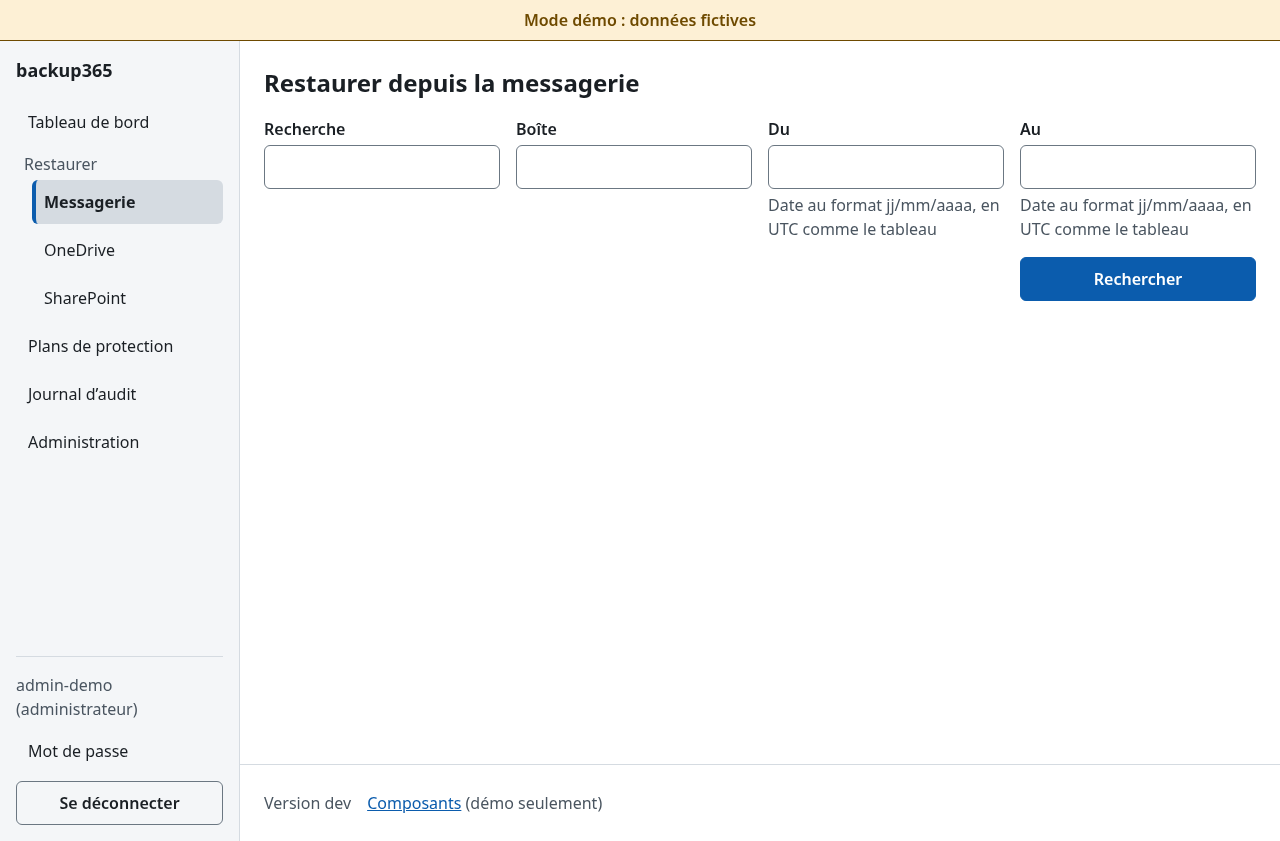 Mode démo : données fictives
backup365
Tableau de bord
Restaurer
Messagerie
OneDrive
SharePoint
Plans de protection
Journal d’audit
Administration
admin-demo
(administrateur)
Mot de passe
Se déconnecter
Restaurer depuis la messagerie
Recherche
Boîte
Du
Date au format jj/mm/aaaa, en
UTC comme le tableau
Au
Date au format jj/mm/aaaa, en
UTC comme le tableau
Rechercher
Version dev Composants (démo seulement)